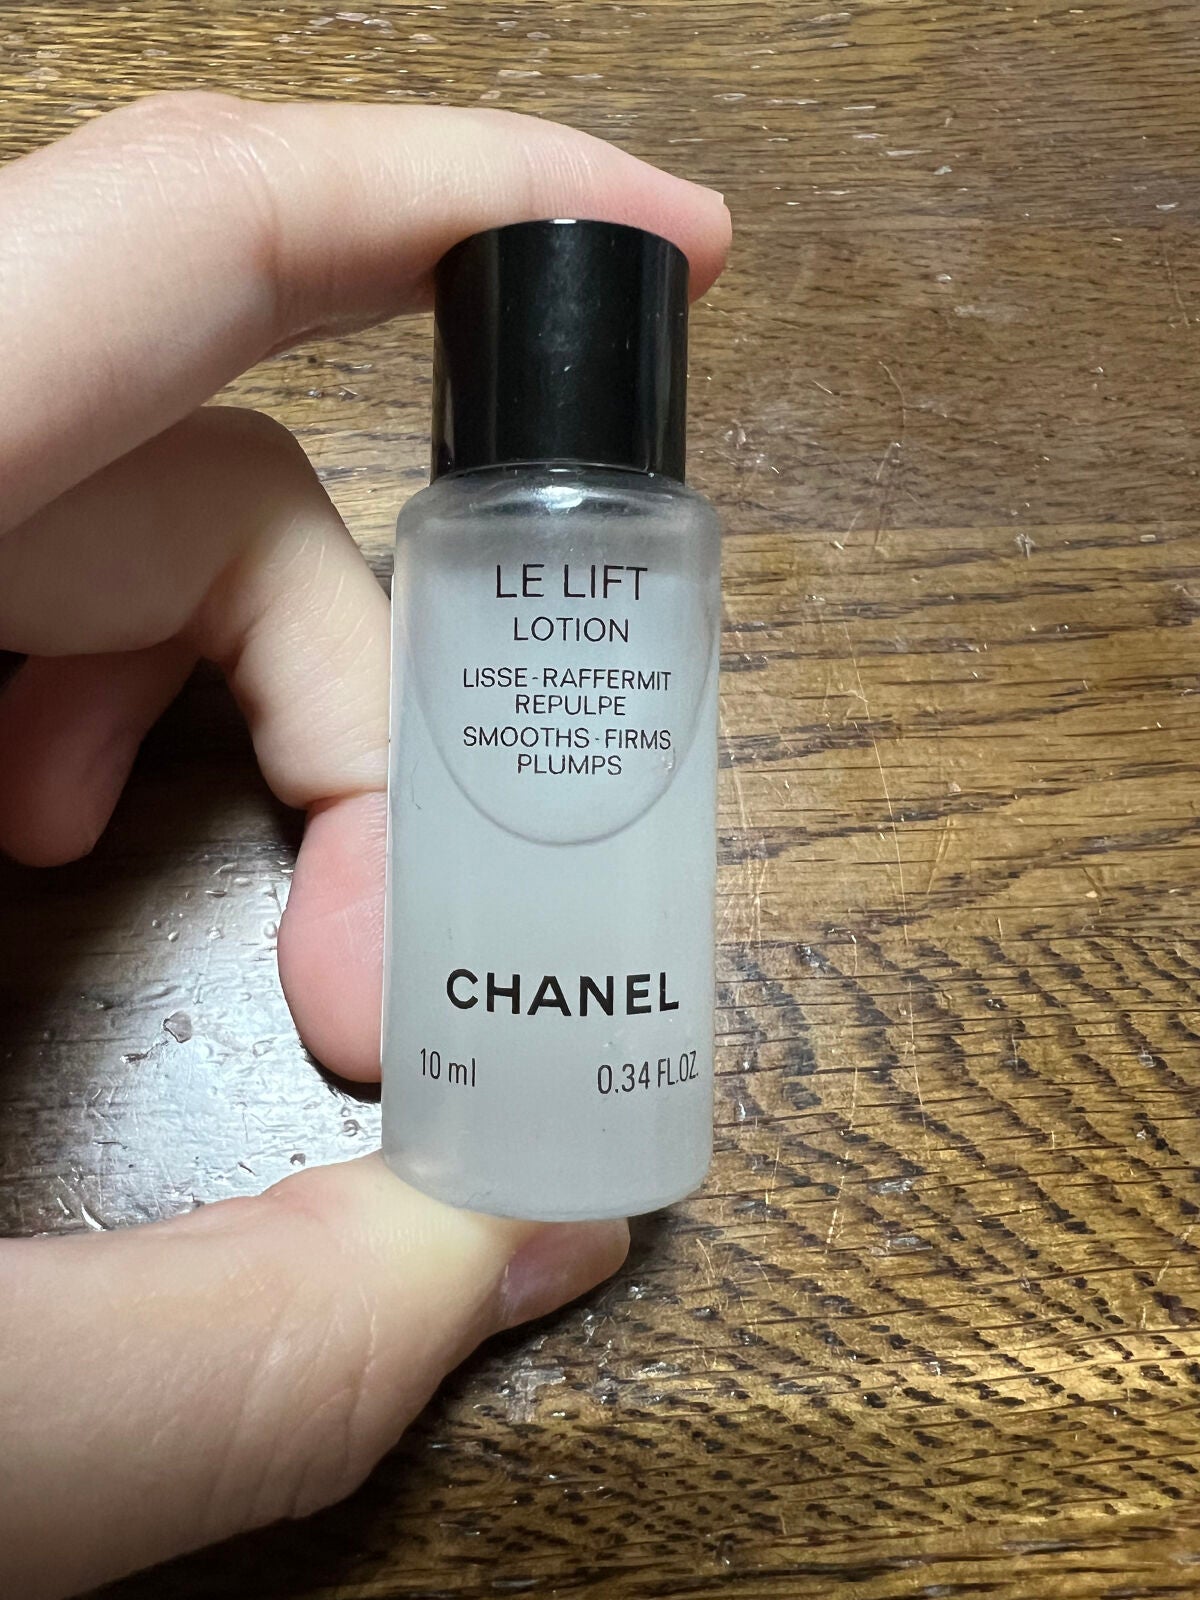 LE LIFT
LOTION
LISSE-RAFFERMIT
REPULPE
SMOOTHS-FIRMS
PLUMPS
CHANEL
10 ml 0.34 FL.OZ.